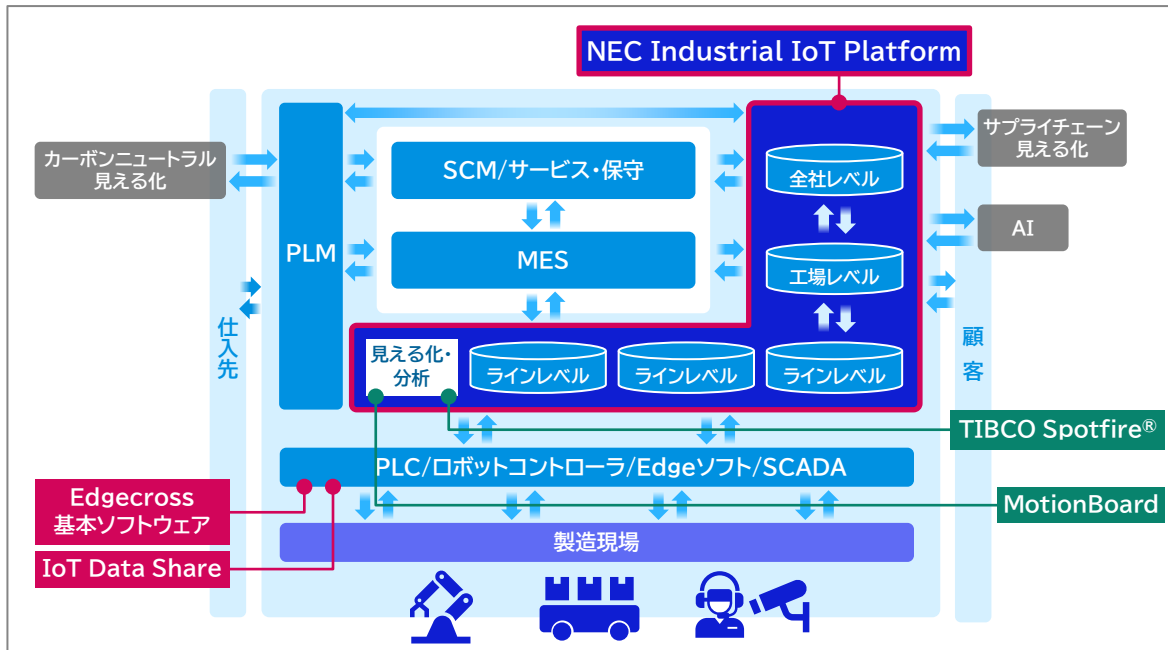 NEC Industrial IoT Platform
カーボンニュートラル
見える化
仕入先
PLM
SCM/サービス・保守
MES
全社レベル
工場レベル
見える化・
分析
ラインレベル
ラインレベル
ラインレベル
サプライチェーン
見える化
AI
顧客
TIBCO Spotfire®
PLC/ロボットコントローラ/Edgeソフト/SCADA
Edgecross
基本ソフトウェア
MotionBoard
製造現場
IoT Data Share